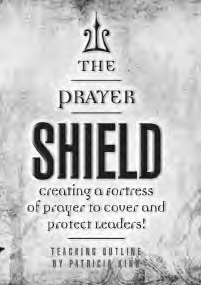 THE
PRAYER
SHIELD
creating a fortress
of prayer to cover and
protect Leaders!
TEACHING OUTLINE
BY PATRICIA KING